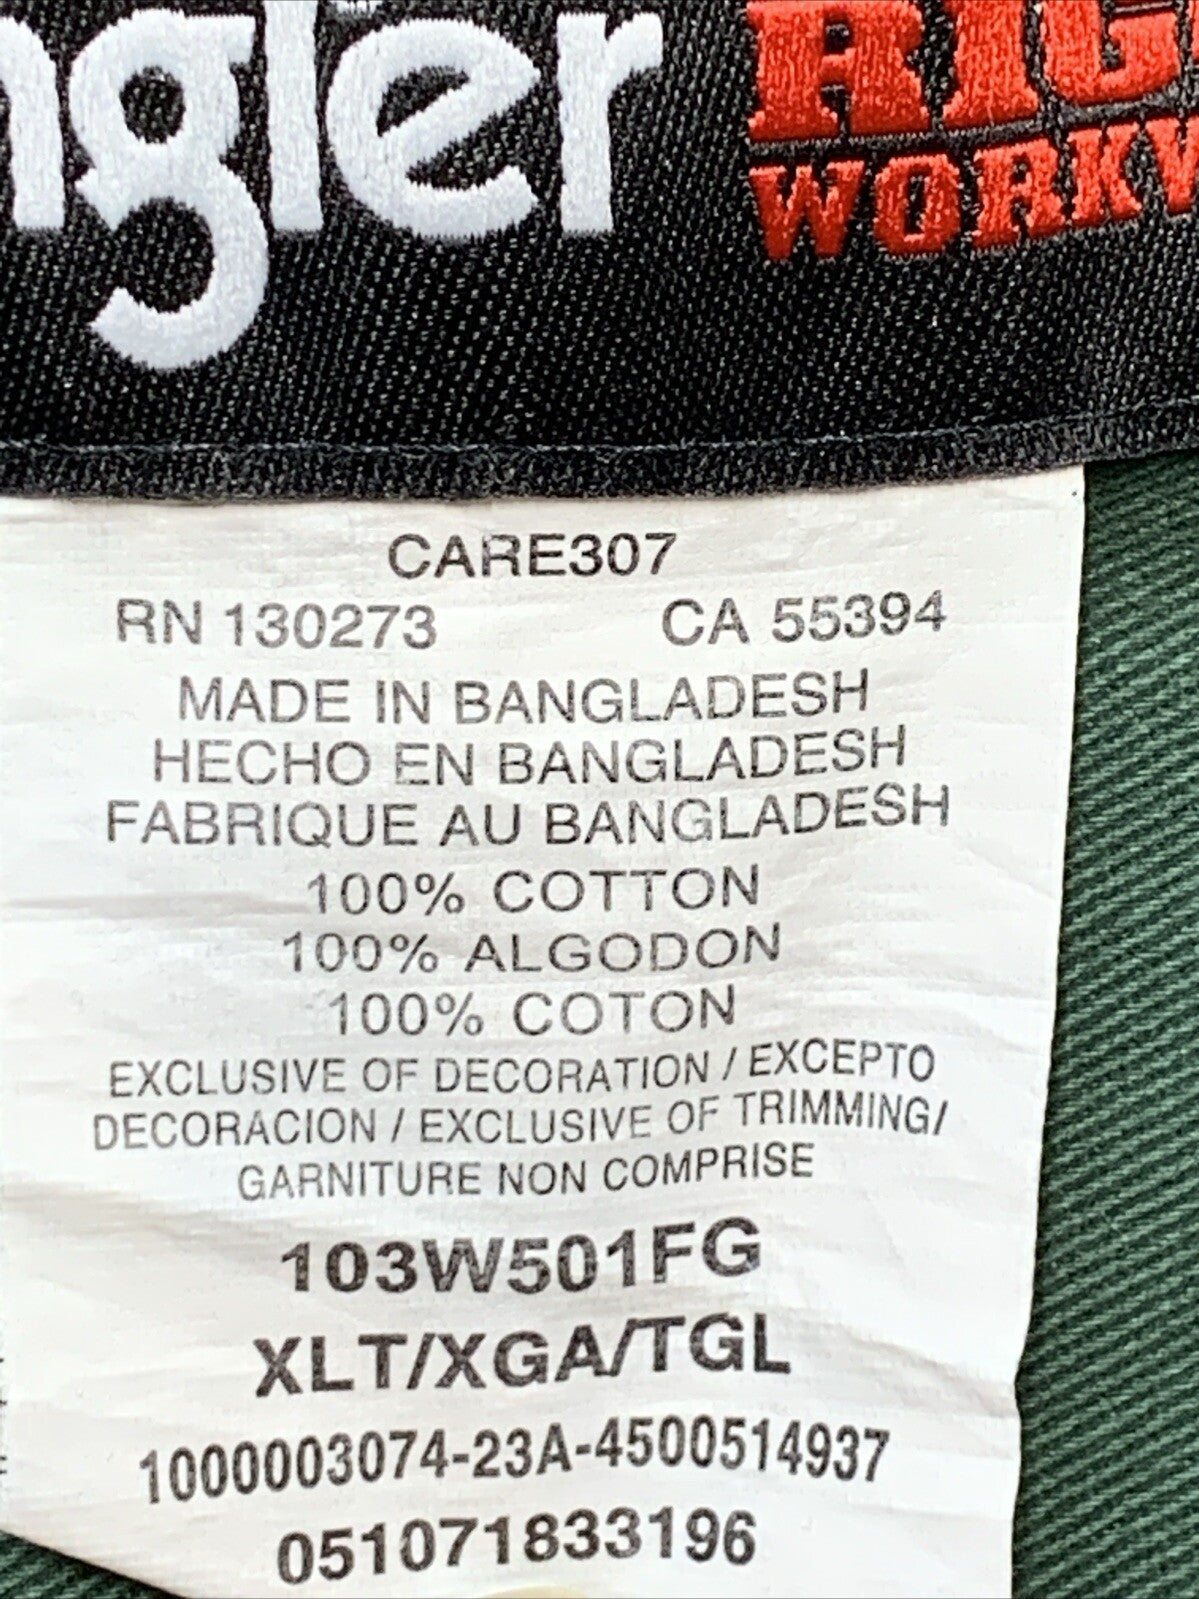 ngler
WORK
CARE307
RN 130273 CA 55394
MADE IN BANGLADESH
HECHO EN BANGLADESH
FABRIQUE AU BANGLADESH
100% COTTON
100% ALGODON
100% COTON
EXCLUSIVE OF DECORATION / EXCEPTO
DECORACION / EXCLUSIVE OF TRIMMING/
GARNITURE NON COMPRISE
103W501FG
XLT/XGA/TGL
1000003074-23A-4500514937
051071833196